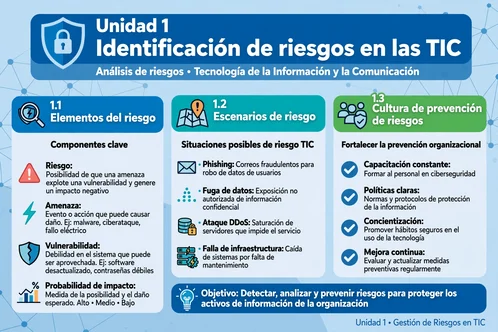 Unidad 1
Identificación de riesgos en las TIC
Análisis de riesgos • Tecnología de la Información y la Comunicación
1.1
Elementos del riesgo
Componentes clave
Riesgo:
Posibilidad de que una amenaza
explote una vulnerabilidad y genere
un impacto negativo
Amenaza:
Evento o acción que puede causar
daño. Ej: malware, ciberataque,
fallo eléctrico
Vulnerabilidad:
Debilidad en el sistema que puede
ser aprovechada. Ej: software
desactualizado, contraseñas débiles
Probabilidad de impacto:
Medida de la posibilidad y el daño
esperado. Alto • Medio • Bajo
1.2
Escenarios de riesgo
Situaciones posibles de riesgo TIC
• Phishing: Correos fraudulentos para
robo de datos de usuarios
• Fuga de datos: Exposición no
autorizada de información
confidencial
• Ataque DDoS: Saturación de
servidores que impide el servicio
• Falla de infraestructura: Caída
de sistemas por falta de
mantenimiento
1.3
Cultura de prevención
de riesgos
Fortalecer la prevención organizacional
Capacitación constante:
Formar al personal en ciberseguridad
Políticas claras:
Normas y protocolos de protección
de la información
Concientización:
Promover hábitos seguros en el
uso de la tecnología
Mejora continua:
Evaluar y actualizar medidas
preventivas regularmente
Objetivo: Detectar, analizar y prevenir riesgos para proteger los
activos de información de la organización
Unidad 1 • Gestión de Riesgos en TIC